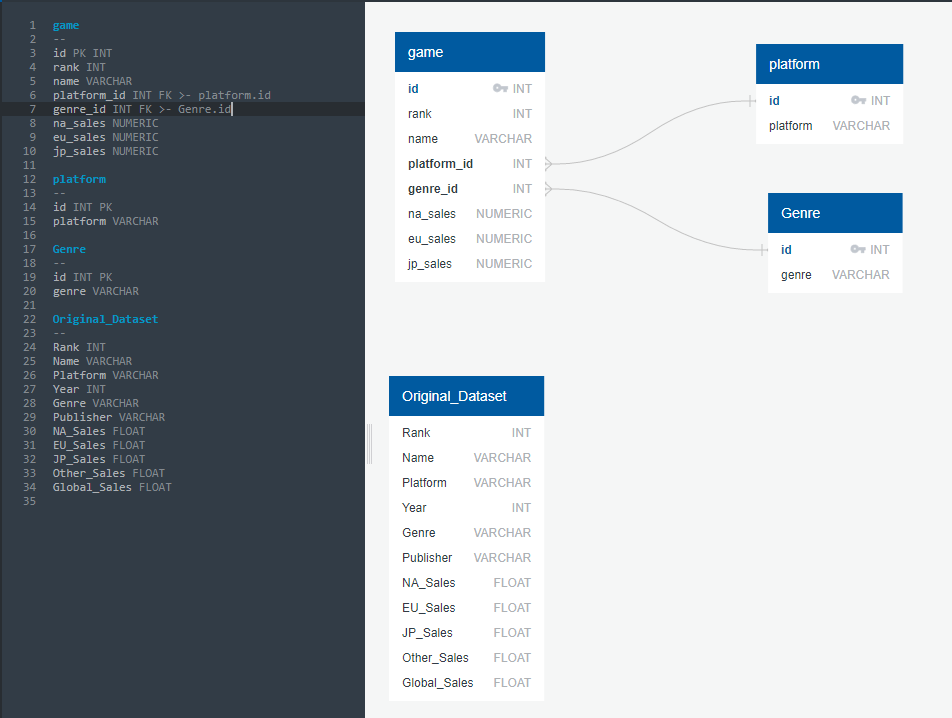 1 game
2 --
3 id PK INT
4 rank INT
5 name VARCHAR
6 platform_id INT FK >- platform.id
7 genre_id INT FK >- Genre.id
8 na_sales NUMERIC
9 eu_sales NUMERIC
10 jp_sales NUMERIC
11
12 platform
13 --
14 id INT PK
15 platform VARCHAR
16
17 Genre
18 --
19 id INT PK
20 genre VARCHAR
21
22 Original_Dataset
23 --
24 Rank INT
25 Name VARCHAR
26 Platform VARCHAR
27 Year INT
28 Genre VARCHAR
29 Publisher VARCHAR
30 NA_Sales FLOAT
31 EU_Sales FLOAT
32 JP_Sales FLOAT
33 Other_Sales FLOAT
34 Global_Sales FLOAT
35
game
id INT
rank INT
name VARCHAR
platform_id INT
genre_id INT
na_sales NUMERIC
eu_sales NUMERIC
jp_sales NUMERIC
platform
id INT
platform VARCHAR
Genre
id INT
genre VARCHAR
Original_Dataset
Rank INT
Name VARCHAR
Platform VARCHAR
Year INT
Genre VARCHAR
Publisher VARCHAR
NA_Sales FLOAT
EU_Sales FLOAT
JP_Sales FLOAT
Other_Sales FLOAT
Global_Sales FLOAT